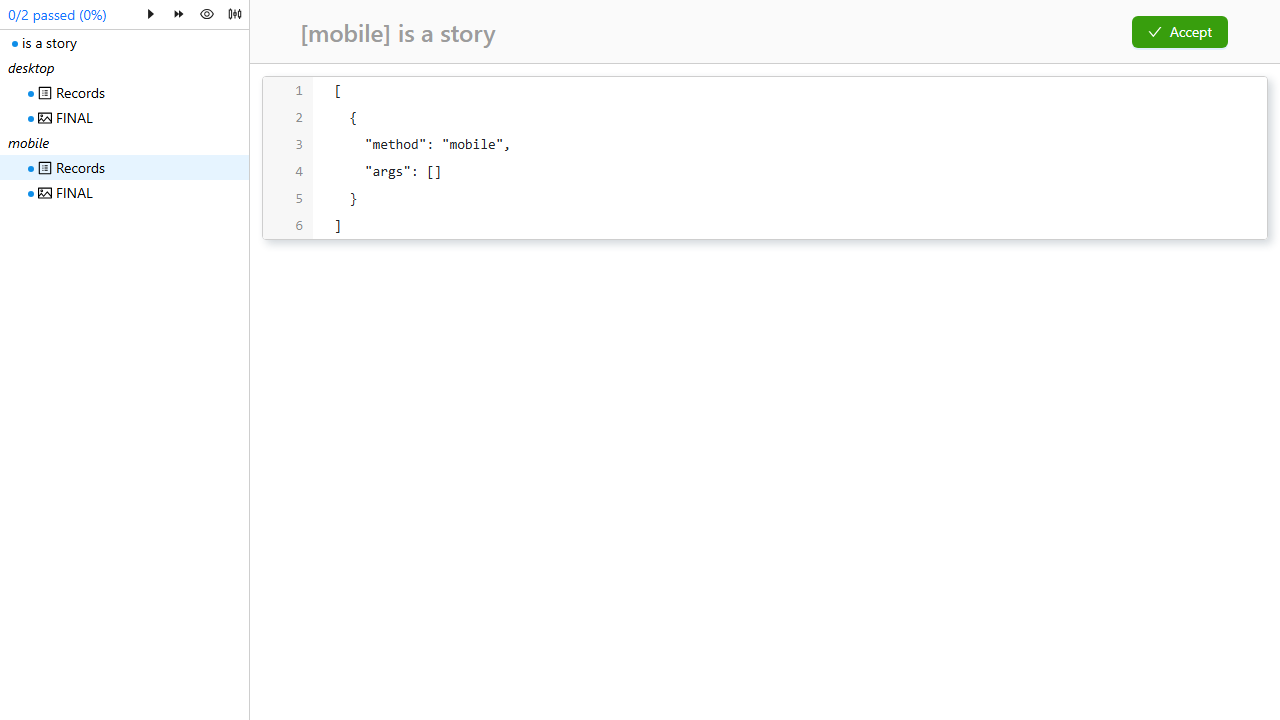 0/2 passed (0%)
is a story
desktop
Records
FINAL
mobile
Records
FINAL
[mobile] is a story
Accept
1 [
2 {
3 "method": "mobile",
4 "args": []
5 }
6 ]